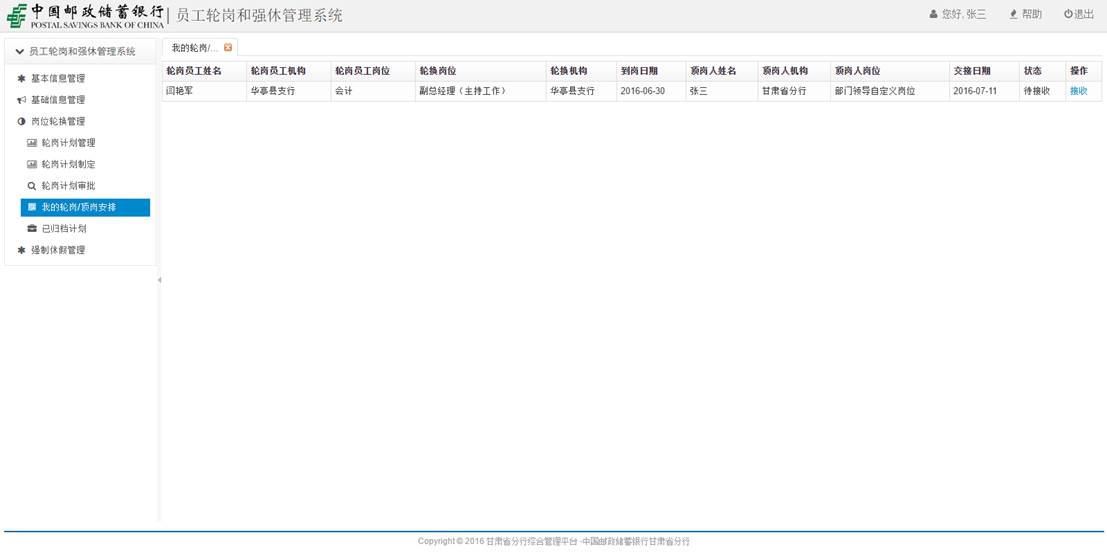 中国邮政储蓄银行 员工轮岗和强休管理系统 您好, 张三 帮助 退出
POSTAL SAVINGS BANK OF CHINA
员工轮岗和强休管理系统
基本信息管理
基础信息管理
岗位轮换管理
轮岗计划管理
轮岗计划制定
轮岗计划审批
我的轮岗/顶岗安排
已归档计划
强制休假管理
我的轮岗/...
轮岗员工姓名 轮岗员工机构 轮岗员工岗位 轮换岗位 轮换机构 到岗日期 顶岗人姓名 顶岗人机构 顶岗人岗位 交接日期 状态 操作
闫艳军 华亭县支行 会计 副总经理（主持工作） 华亭县支行 2016-06-30 张三 甘肃省分行 部门领导自定义岗位 2016-07-11 待接收 接收
Copyright © 2016 甘肃省分行综合管理平台 -中国邮政储蓄银行甘肃省分行